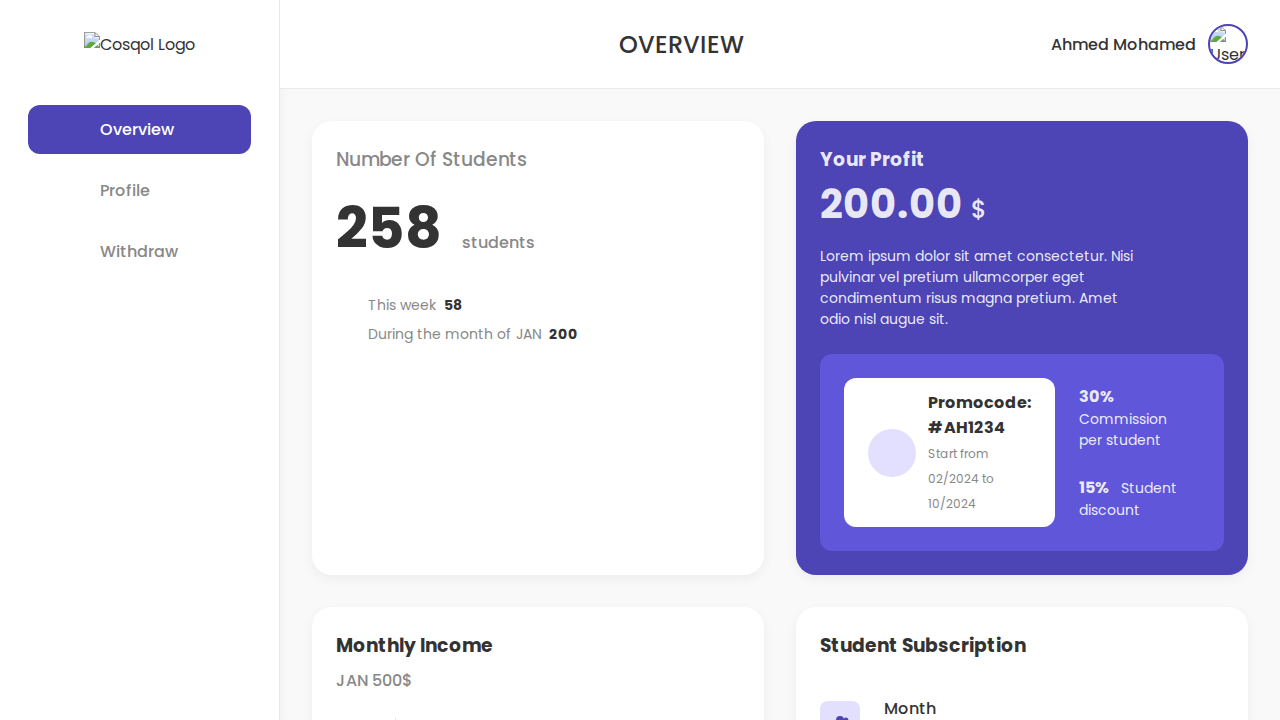 Cosqol Logo
OVERVIEW
Ahmed Mohamed
User
Overview
Profile
Withdraw
Number Of Students
258 students
This week 58
During the month of JAN 200
Your Profit
200.00 $
Lorem ipsum dolor sit amet consectetur. Nisi
pulvinar vel pretium ullamcorper eget
condimentum risus magna pretium. Amet
odio nisl augue sit.
Promocode:
#AH1234
Start from
02/2024 to
10/2024
30%
Commission
per student
15% Student
discount
Monthly Income
JAN 500$
Student Subscription
Month